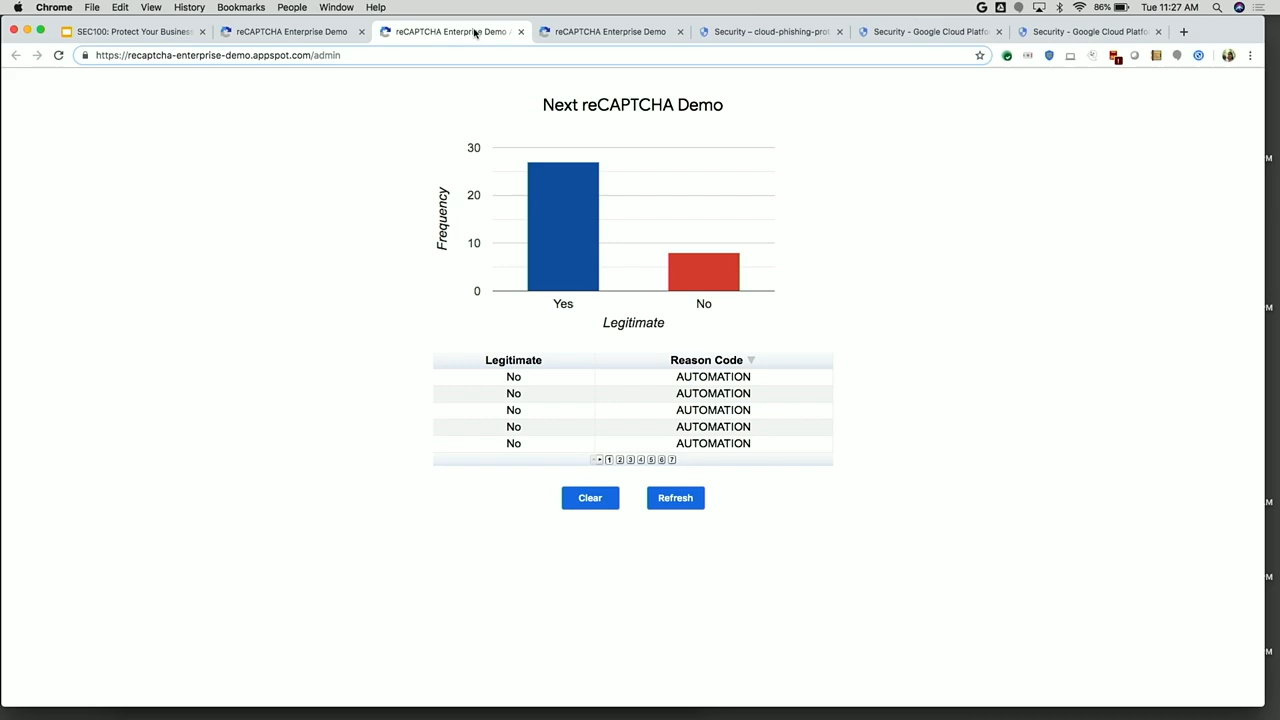 Chrome File Edit View History Bookmarks People Window Help 86% Tue 11:27 AM
SEC100: Protect Your Business reCAPTCHA Enterprise Demo reCAPTCHA Enterprise Demo reCAPTCHA Enterprise Demo Security – cloud-phishing-prot Security - Google Cloud Platfo Security - Google Cloud Platfo
https://recaptcha-enterprise-demo.appspot.com/admin
Next reCAPTCHA Demo
30
20
10
0
Frequency
Yes No
Legitimate
Legitimate Reason Code
No AUTOMATION
No AUTOMATION
No AUTOMATION
No AUTOMATION
No AUTOMATION
1 2 3 4 5 6 7
Clear Refresh